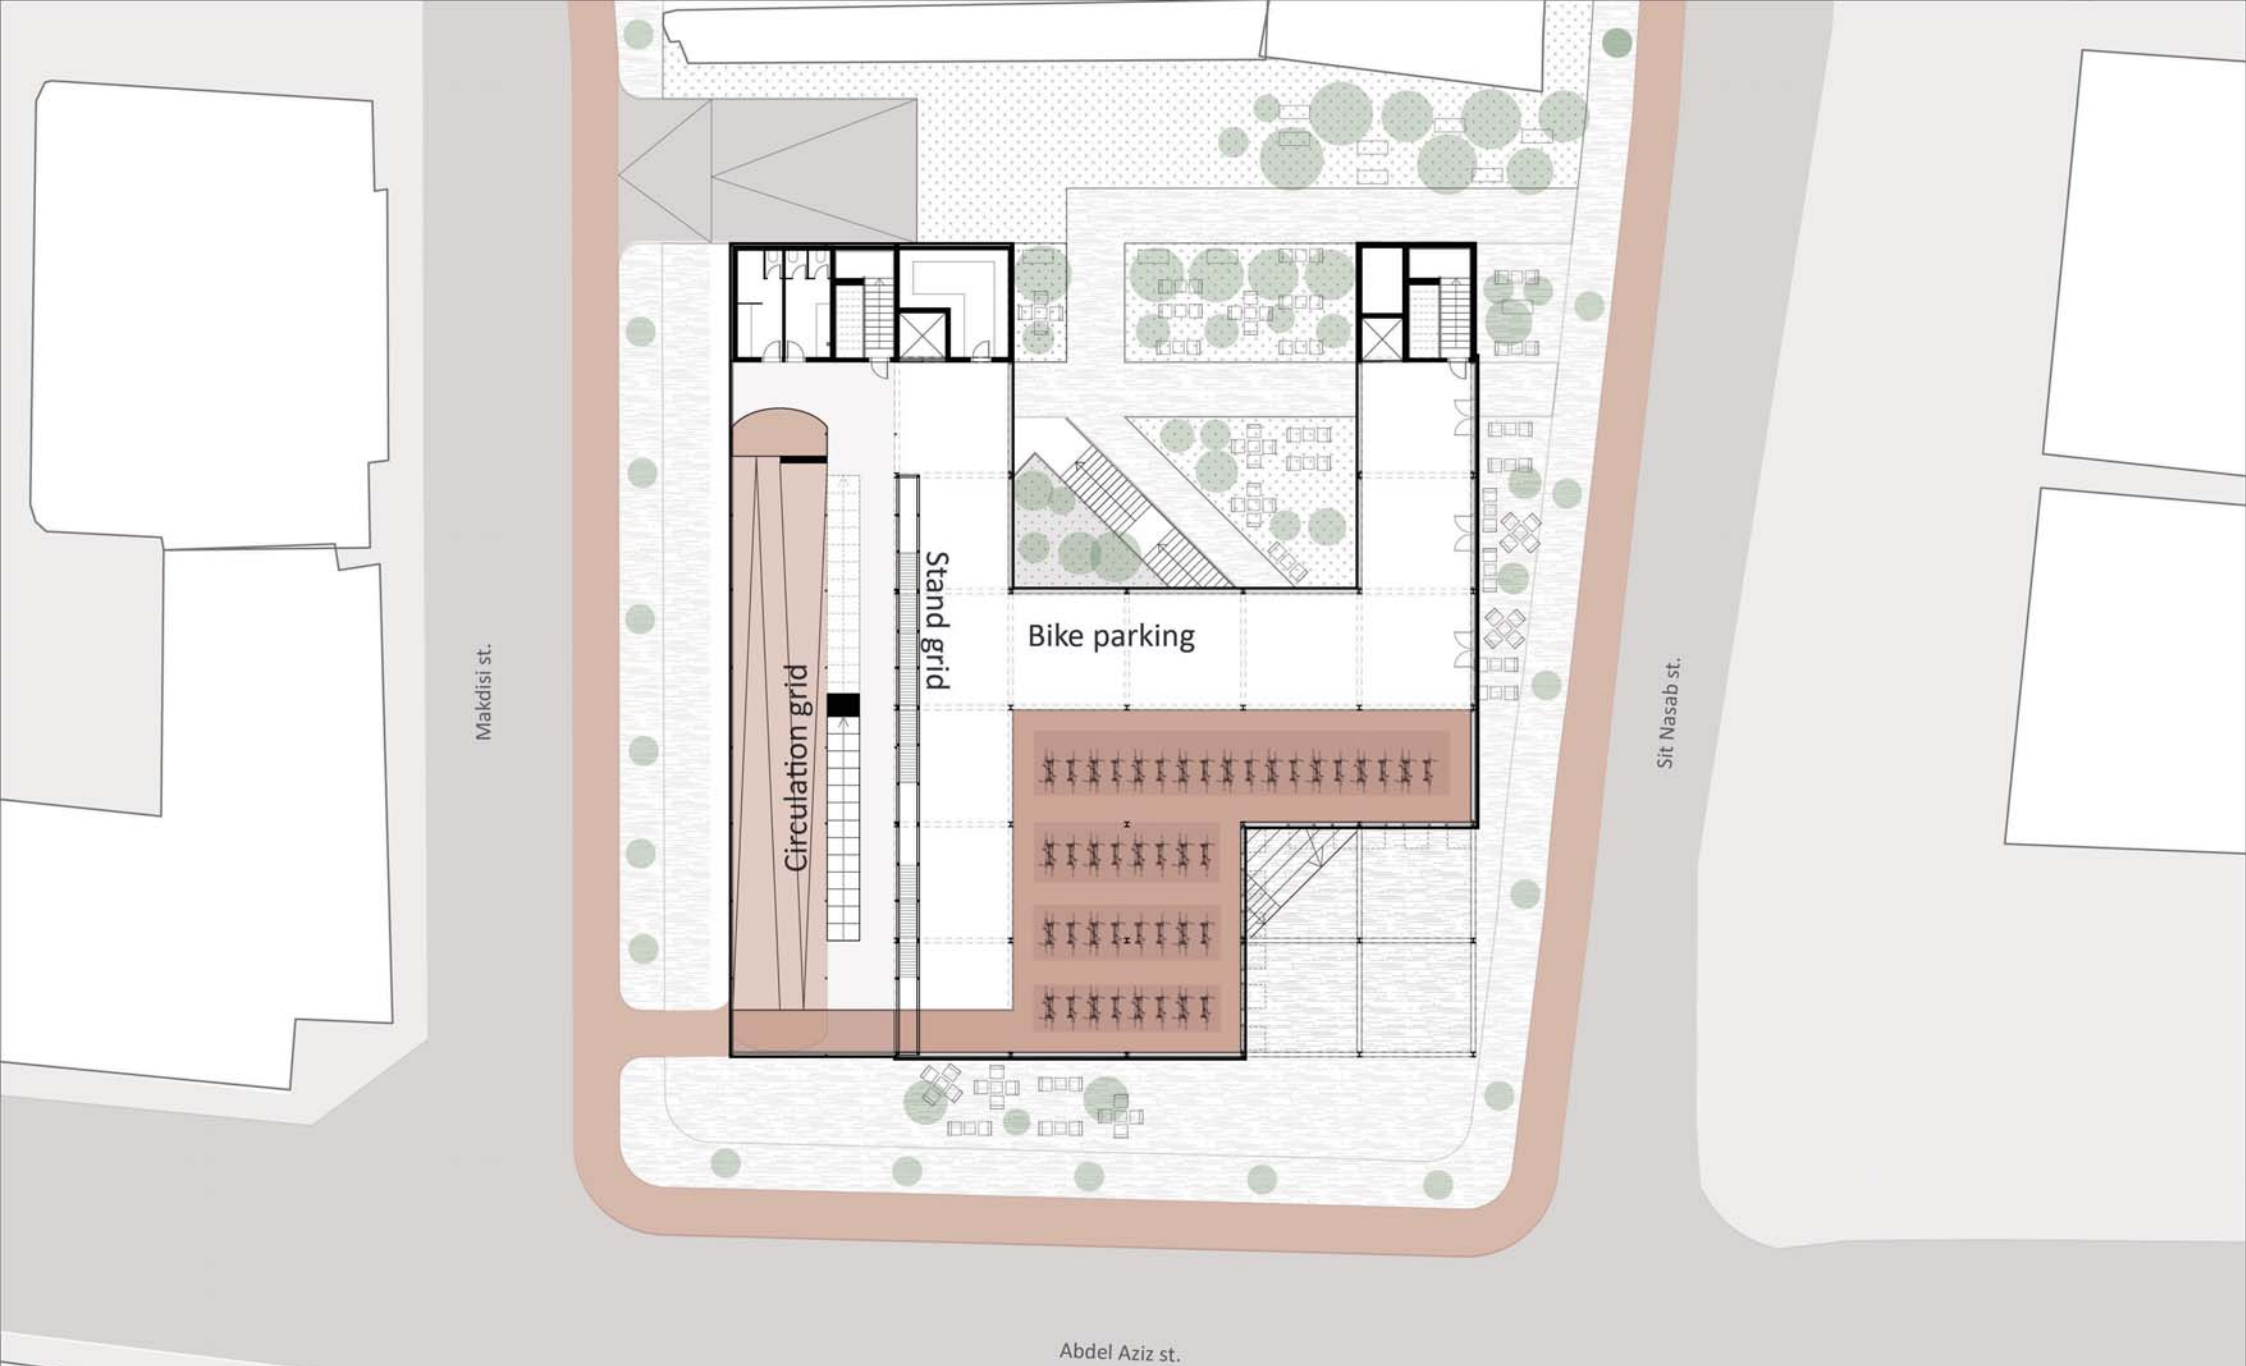 Stand grid
Bike parking
Circulation grid
Makdisi st.
Sit Nasab st.
Abdel Aziz st.